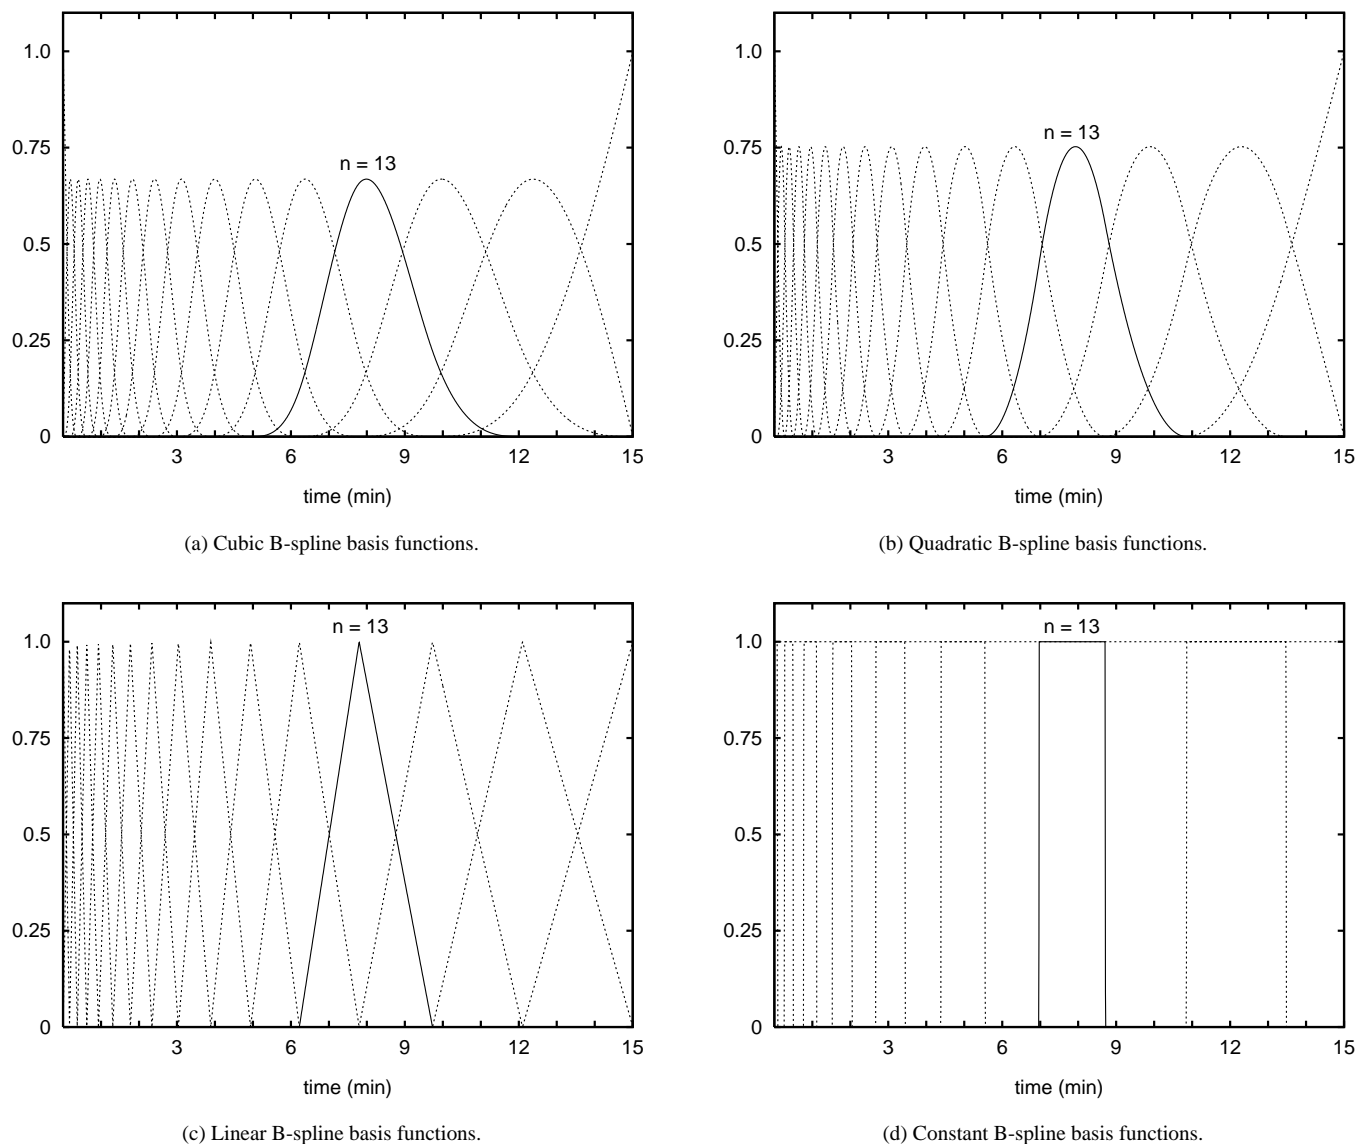 1.0
0.75
0.5
0.25
0
n = 13
3 6 9 12 15
time (min)
(a) Cubic B-spline basis functions.
1.0
0.75
0.5
0.25
0
n = 13
3 6 9 12 15
time (min)
(b) Quadratic B-spline basis functions.
1.0
0.75
0.5
0.25
0
n = 13
3 6 9 12 15
time (min)
(c) Linear B-spline basis functions.
1.0
0.75
0.5
0.25
0
n = 13
3 6 9 12 15
time (min)
(d) Constant B-spline basis functions.